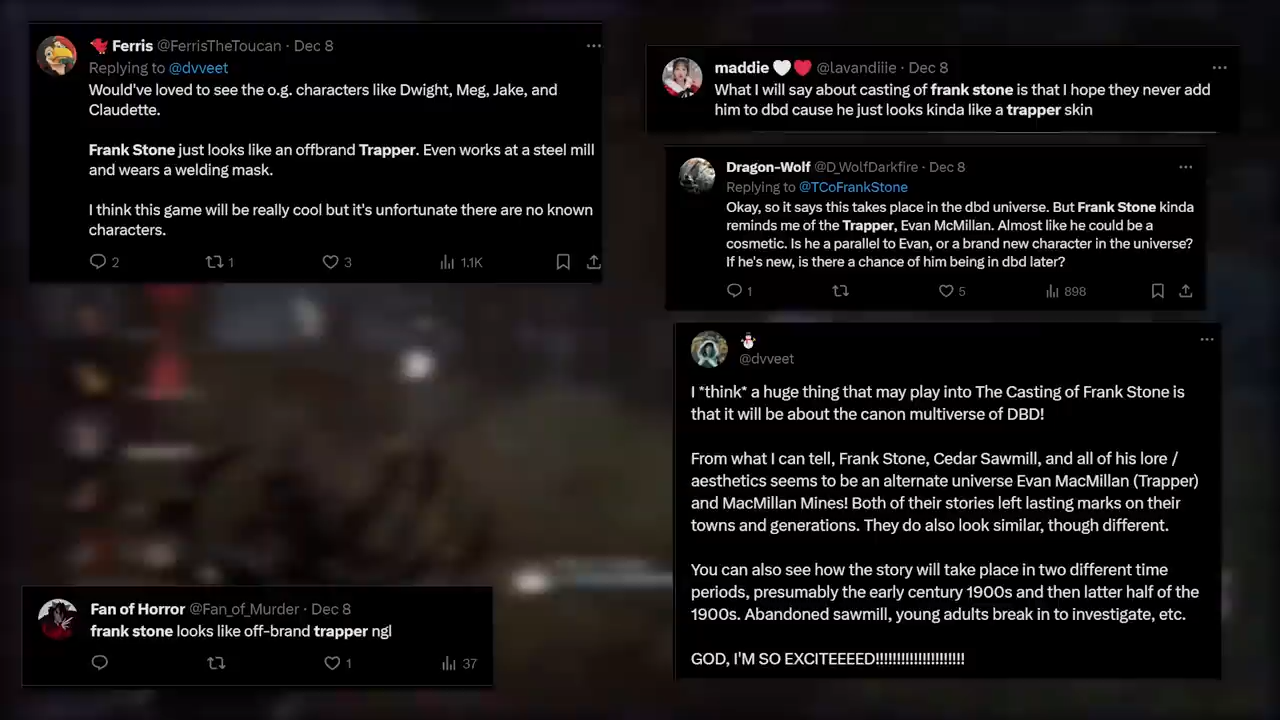 Ferris @FerrisTheToucan · Dec 8
Replying to @dvveet
Would've loved to see the o.g. characters like Dwight, Meg, Jake, and
Claudette.
Frank Stone just looks like an offbrand Trapper. Even works at a steel mill
and wears a welding mask.
I think this game will be really cool but it's unfortunate there are no known
characters.
2 1 3 1.1K
maddie 🤍❤️ @lavandiiie · Dec 8
What I will say about casting of frank stone is that I hope they never add
him to dbd cause he just looks kinda like a trapper skin
Dragon-Wolf @D_WolfDarkfire · Dec 8
Replying to @TCoFrankStone
Okay, so it says this takes place in the dbd universe. But Frank Stone kinda
reminds me of the Trapper, Evan McMillan. Almost like he could be a
cosmetic. Is he a parallel to Evan, or a brand new character in the universe?
If he's new, is there a chance of him being in dbd later?
1 5 898
⛄
@dvveet
I *think* a huge thing that may play into The Casting of Frank Stone is
that it will be about the canon multiverse of DBD!
From what I can tell, Frank Stone, Cedar Sawmill, and all of his lore /
aesthetics seems to be an alternate universe Evan MacMillan (Trapper)
and MacMillan Mines! Both of their stories left lasting marks on their
towns and generations. They do also look similar, though different.
You can also see how the story will take place in two different time
periods, presumably the early century 1900s and then latter half of the
1900s. Abandoned sawmill, young adults break in to investigate, etc.
GOD, I'M SO EXCITEEEED!!!!!!!!!!!!!!!!!!!!!
Fan of Horror @Fan_of_Murder · Dec 8
frank stone looks like off-brand trapper ngl
1 37